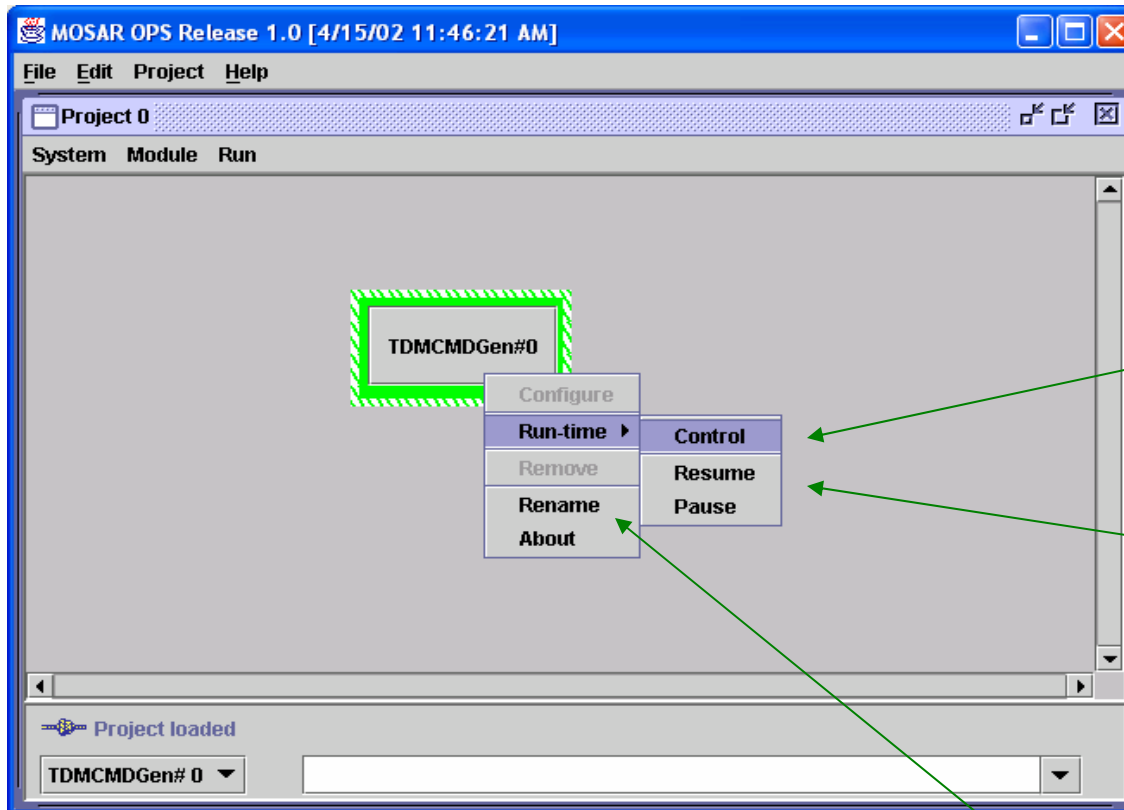 MOSAR OPS Release 1.0 [4/15/02 11:46:21 AM]
File Edit Project Help
Project 0
System Module Run
TDMCMDGen#0
Configure
Run-time
Remove
Rename
About
Control
Resume
Pause
Project loaded
TDMCMDGen# 0